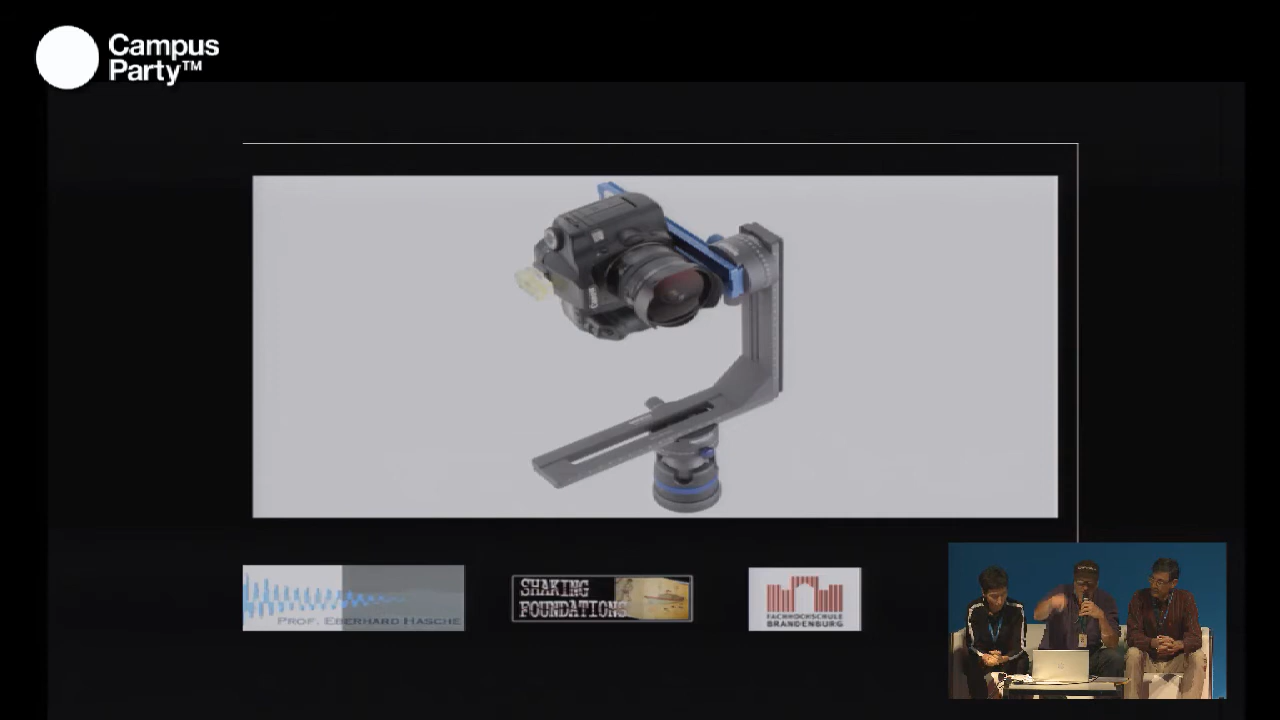 Campus
Party™
PROF. EBERHARD HASCHE
SHAKING
FOUNDATIONS
FACHHOCHSCHULE
BRANDENBURG